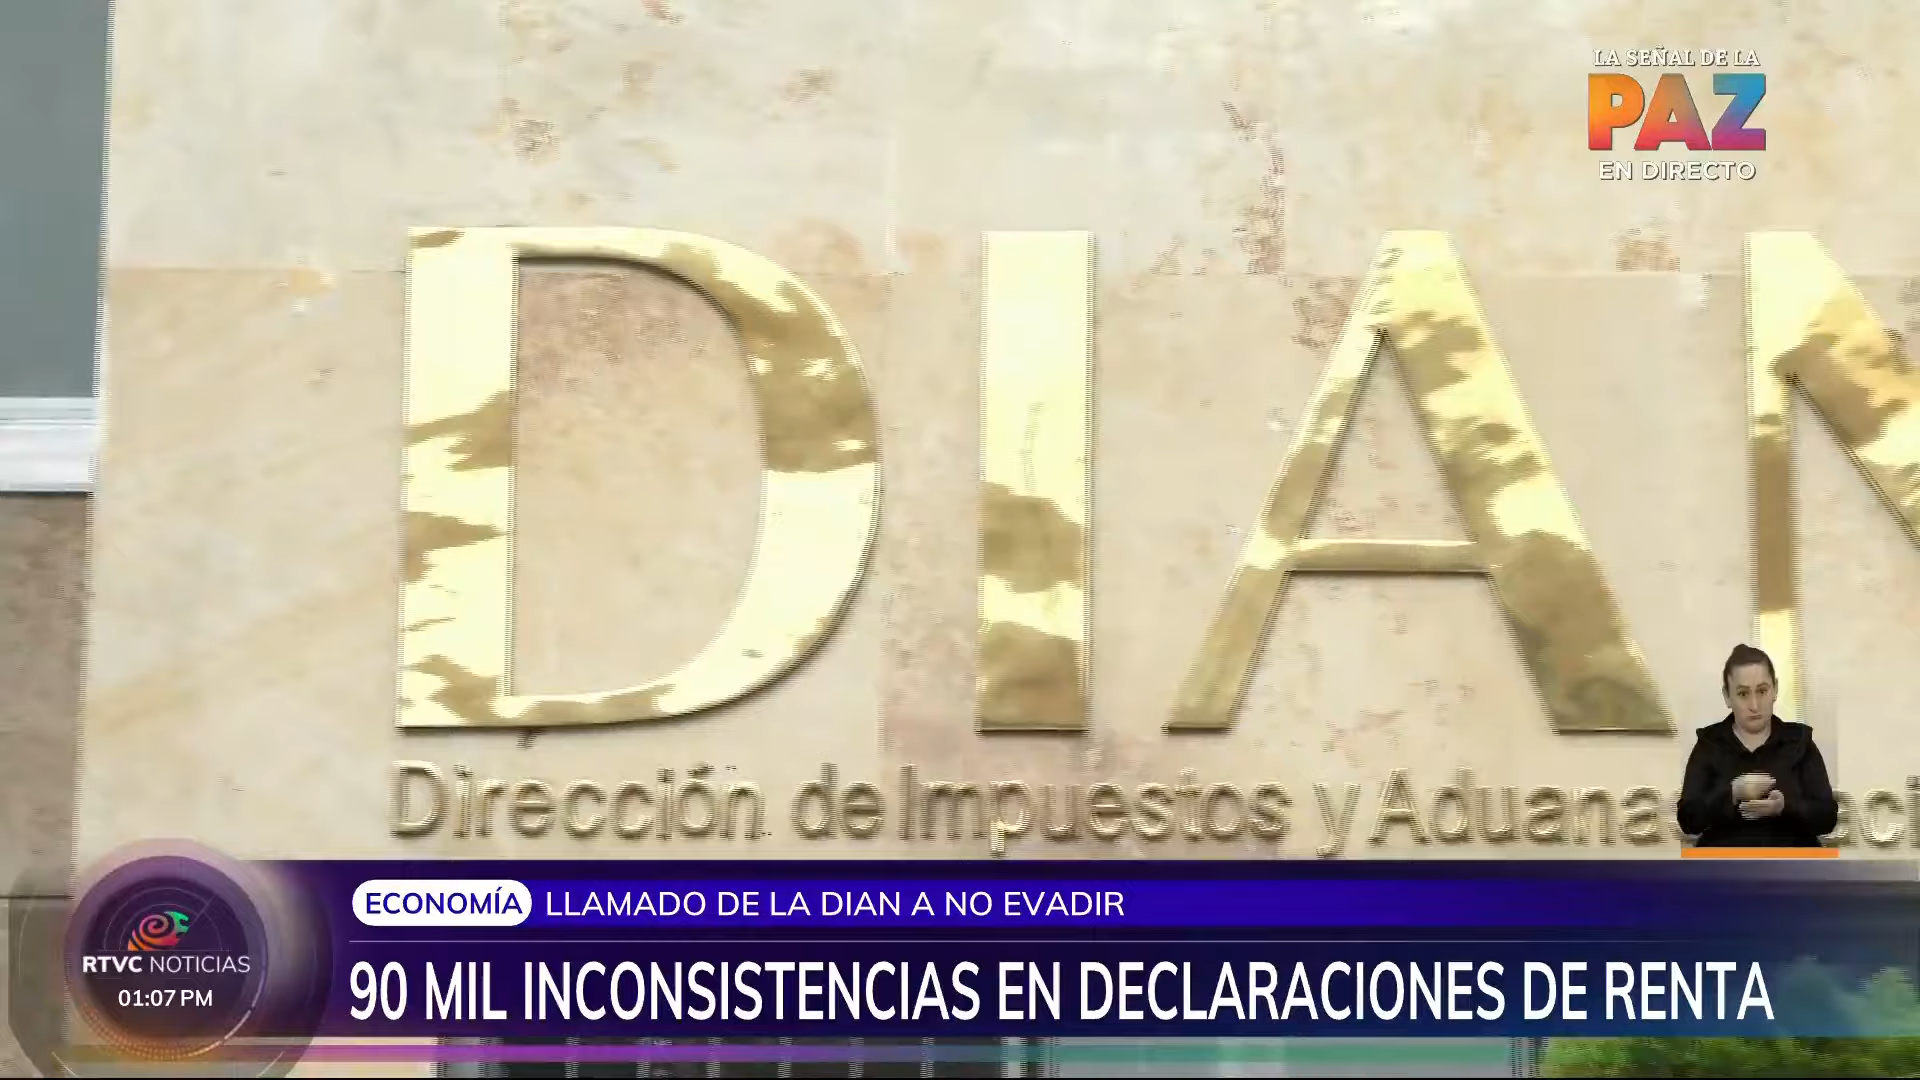 LA SEÑAL DE LA
PAZ
EN DIRECTO
DIAN
Dirección de Impuestos y Aduanas
ECONOMÍA LLAMADO DE LA DIAN A NO EVADIR
90 MIL INCONSISTENCIAS EN DECLARACIONES DE RENTA
RTVC NOTICIAS
01:07 PM